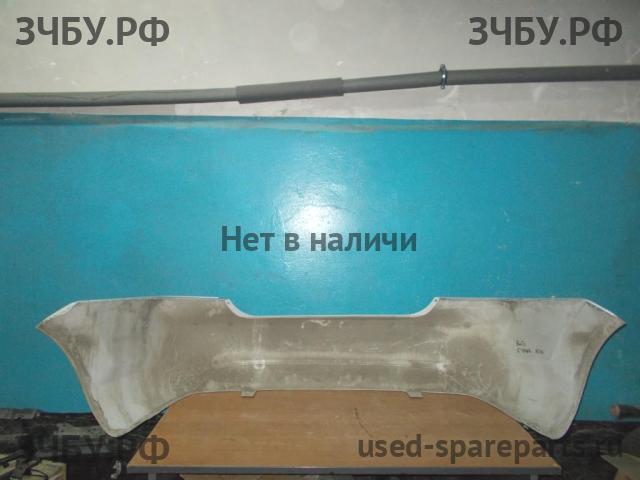 ЗЧБУ.РФ ЗЧБУ.РФ
Нет в наличи
ЗЧБУ.РФ used-spareparts.ru